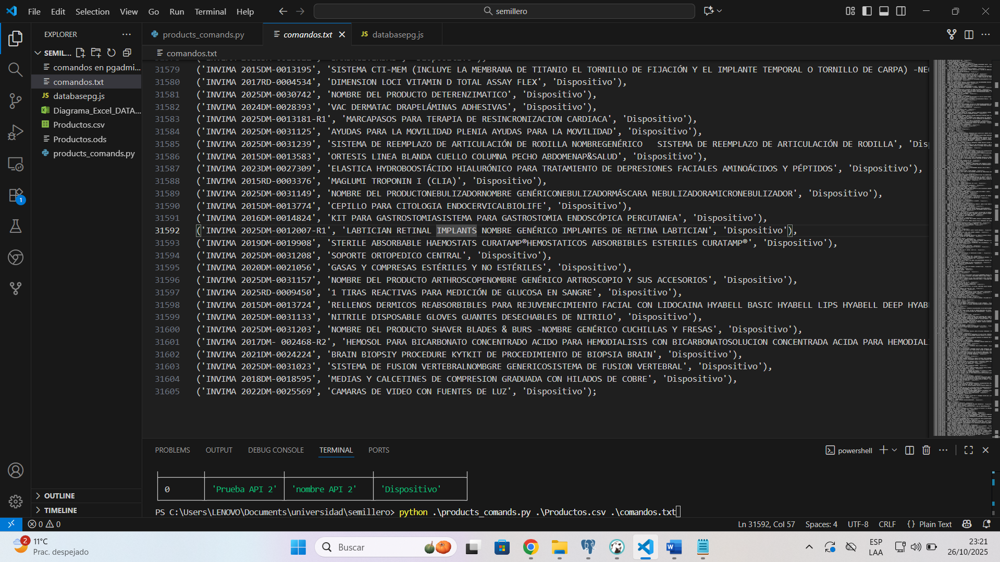 File Edit Selection View Go Run Terminal Help
semillero
EXPLORER
products_comands.py
comandos.txt
JS databasepg.js
SEMIL...
comandos.txt
comandos en pgadmi...
comandos.txt
JS databasepg.js
Diagrama_Excel_DATA...
Productos.csv
Productos.ods
products_comands.py
31579 ('INVIMA 2015DM-0013195', 'SISTEMA CTI-MEM (INCLUYE LA MEMBRANA DE TITANIO EL TORNILLO DE FIJACIÓN Y EL IMPLANTE TEMPORAL O TORNILLO DE CARPA) -NEO
31580 ('INVIMA 2017RD-0004534', 'DIMENSION LOCI VITAMIN D TOTAL ASSAY FLEX', 'Dispositivo'),
31581 ('INVIMA 2025DM-0030742', 'NOMBRE DEL PRODUCTO DETERENZIMATICO', 'Dispositivo'),
31582 ('INVIMA 2024DM-0028393', 'VAC DERMATAC DRAPELÁMINAS ADHESIVAS', 'Dispositivo'),
31583 ('INVIMA 2025DM-0013181-R1', 'MARCAPASOS PARA TERAPIA DE RESINCRONIZACION CARDIACA', 'Dispositivo'),
31584 ('INVIMA 2025DM-0031125', 'AYUDAS PARA LA MOVILIDAD PLENIA AYUDAS PARA LA MOVILIDAD', 'Dispositivo'),
31585 ('INVIMA 2025DM-0031239', 'SISTEMA DE REEMPLAZO DE ARTICULACIÓN DE RODILLA NOMBREGENÉRICO   SISTEMA DE REEMPLAZO DE ARTICULACIÓN DE RODILLA', 'Disp
31586 ('INVIMA 2015DM-0013583', 'ORTESIS LINEA BLANDA CUELLO COLUMNA PECHO ABDOMENAP&SALUD', 'Dispositivo'),
31587 ('INVIMA 2023DM-0027309', 'ELASTICA HYDROBOOSTÁCIDO HIALURÓNICO PARA TRATAMIENTO DE DEPRESIONES FACIALES AMINOÁCIDOS Y PÉPTIDOS', 'Dispositivo'),
31588 ('INVIMA 2015RD-0003376', 'MAGLUMI TROPONIN I (CLIA)', 'Dispositivo'),
31589 ('INVIMA 2025DM-0031149', 'NOMBRE DEL PRODUCTONEBULIZADORNOMBRE GENÉRICONEBULIZADORMÁSCARA NEBULIZADORAMICRONEBULIZADOR', 'Dispositivo'),
31590 ('INVIMA 2015DM-0013774', 'CEPILLO PARA CITOLOGIA ENDOCERVICALBIOLIFE', 'Dispositivo'),
31591 ('INVIMA 2016DM-0014824', 'KIT PARA GASTROSTOMIASISTEMA PARA GASTROSTOMIA ENDOSCÓPICA PERCUTANEA', 'Dispositivo'),
31592 ('INVIMA 2025DM-0012007-R1', 'LABTICIAN RETINAL IMPLANTS NOMBRE GENÉRICO IMPLANTES DE RETINA LABTICIAN', 'Dispositivo'),
31593 ('INVIMA 2019DM-0019908', 'STERILE ABSORBABLE HAEMOSTATS CURATAMP®HEMOSTATICOS ABSORBIBLES ESTERILES CURATAMP®', 'Dispositivo'),
31594 ('INVIMA 2025DM-0031208', 'SOPORTE ORTOPEDICO CENTRAL', 'Dispositivo'),
31595 ('INVIMA 2020DM-0021056', 'GASAS Y COMPRESAS ESTÉRILES Y NO ESTÉRILES', 'Dispositivo'),
31596 ('INVIMA 2025DM-0031157', 'NOMBRE DEL PRODUCTO ARTHROSCOPENOMBRE GENÉRICO ARTROSCOPIO Y SUS ACCESORIOS', 'Dispositivo'),
31597 ('INVIMA 2025RD-0009450', '1 TIRAS REACTIVAS PARA MEDICIÓN DE GLUCOSA EN SANGRE', 'Dispositivo'),
31598 ('INVIMA 2015DM-0013724', 'RELLENOS DERMICOS REABSORBIBLES PARA REJUVENECIMIENTO FACIAL CON LIDOCAINA HYABELL BASIC HYABELL LIPS HYABELL DEEP HYABE
31599 ('INVIMA 2025DM-0031133', 'NITRILE DISPOSABLE GLOVES GUANTES DESECHABLES DE NITRILO', 'Dispositivo'),
31600 ('INVIMA 2025DM-0031203', 'NOMBRE DEL PRODUCTO SHAVER BLADES & BURS -NOMBRE GENÉRICO CUCHILLAS Y FRESAS', 'Dispositivo'),
31601 ('INVIMA 2017DM- 002468-R2', 'HEMOSOL PARA BICARBONATO CONCENTRADO ACIDO PARA HEMODIALISIS CON BICARBONATOSOLUCION CONCENTRADA ACIDA PARA HEMODIALI
31602 ('INVIMA 2021DM-0024224', 'BRAIN BIOPSIY PROCEDURE KYTKIT DE PROCEDIMIENTO DE BIOPSIA BRAIN', 'Dispositivo'),
31603 ('INVIMA 2025DM-0031023', 'SISTEMA DE FUSION VERTEBRALNOMBGRE GENERICOSISTEMA DE FUSION VERTEBRAL', 'Dispositivo'),
31604 ('INVIMA 2018DM-0018595', 'MEDIAS Y CALCETINES DE COMPRESION GRADUADA CON HILADOS DE COBRE', 'Dispositivo'),
31605 ('INVIMA 2022DM-0025569', 'CAMARAS DE VIDEO CON FUENTES DE LUZ', 'Dispositivo');
1
PROBLEMS OUTPUT DEBUG CONSOLE TERMINAL PORTS
powershell
0 'Prueba API 2' 'nombre API 2' 'Dispositivo'
PS C:\Users\LENOVO\Documents\universidad\semillero> python .\products_comands.py .\Productos.csv .\comandos.txt
OUTLINE
TIMELINE
0 0
Ln 31592, Col 57 Spaces: 4 UTF-8 CRLF {} Plain Text
2
11°C
Prac. despejado
Buscar
ESP
LAA
23:21
26/10/2025